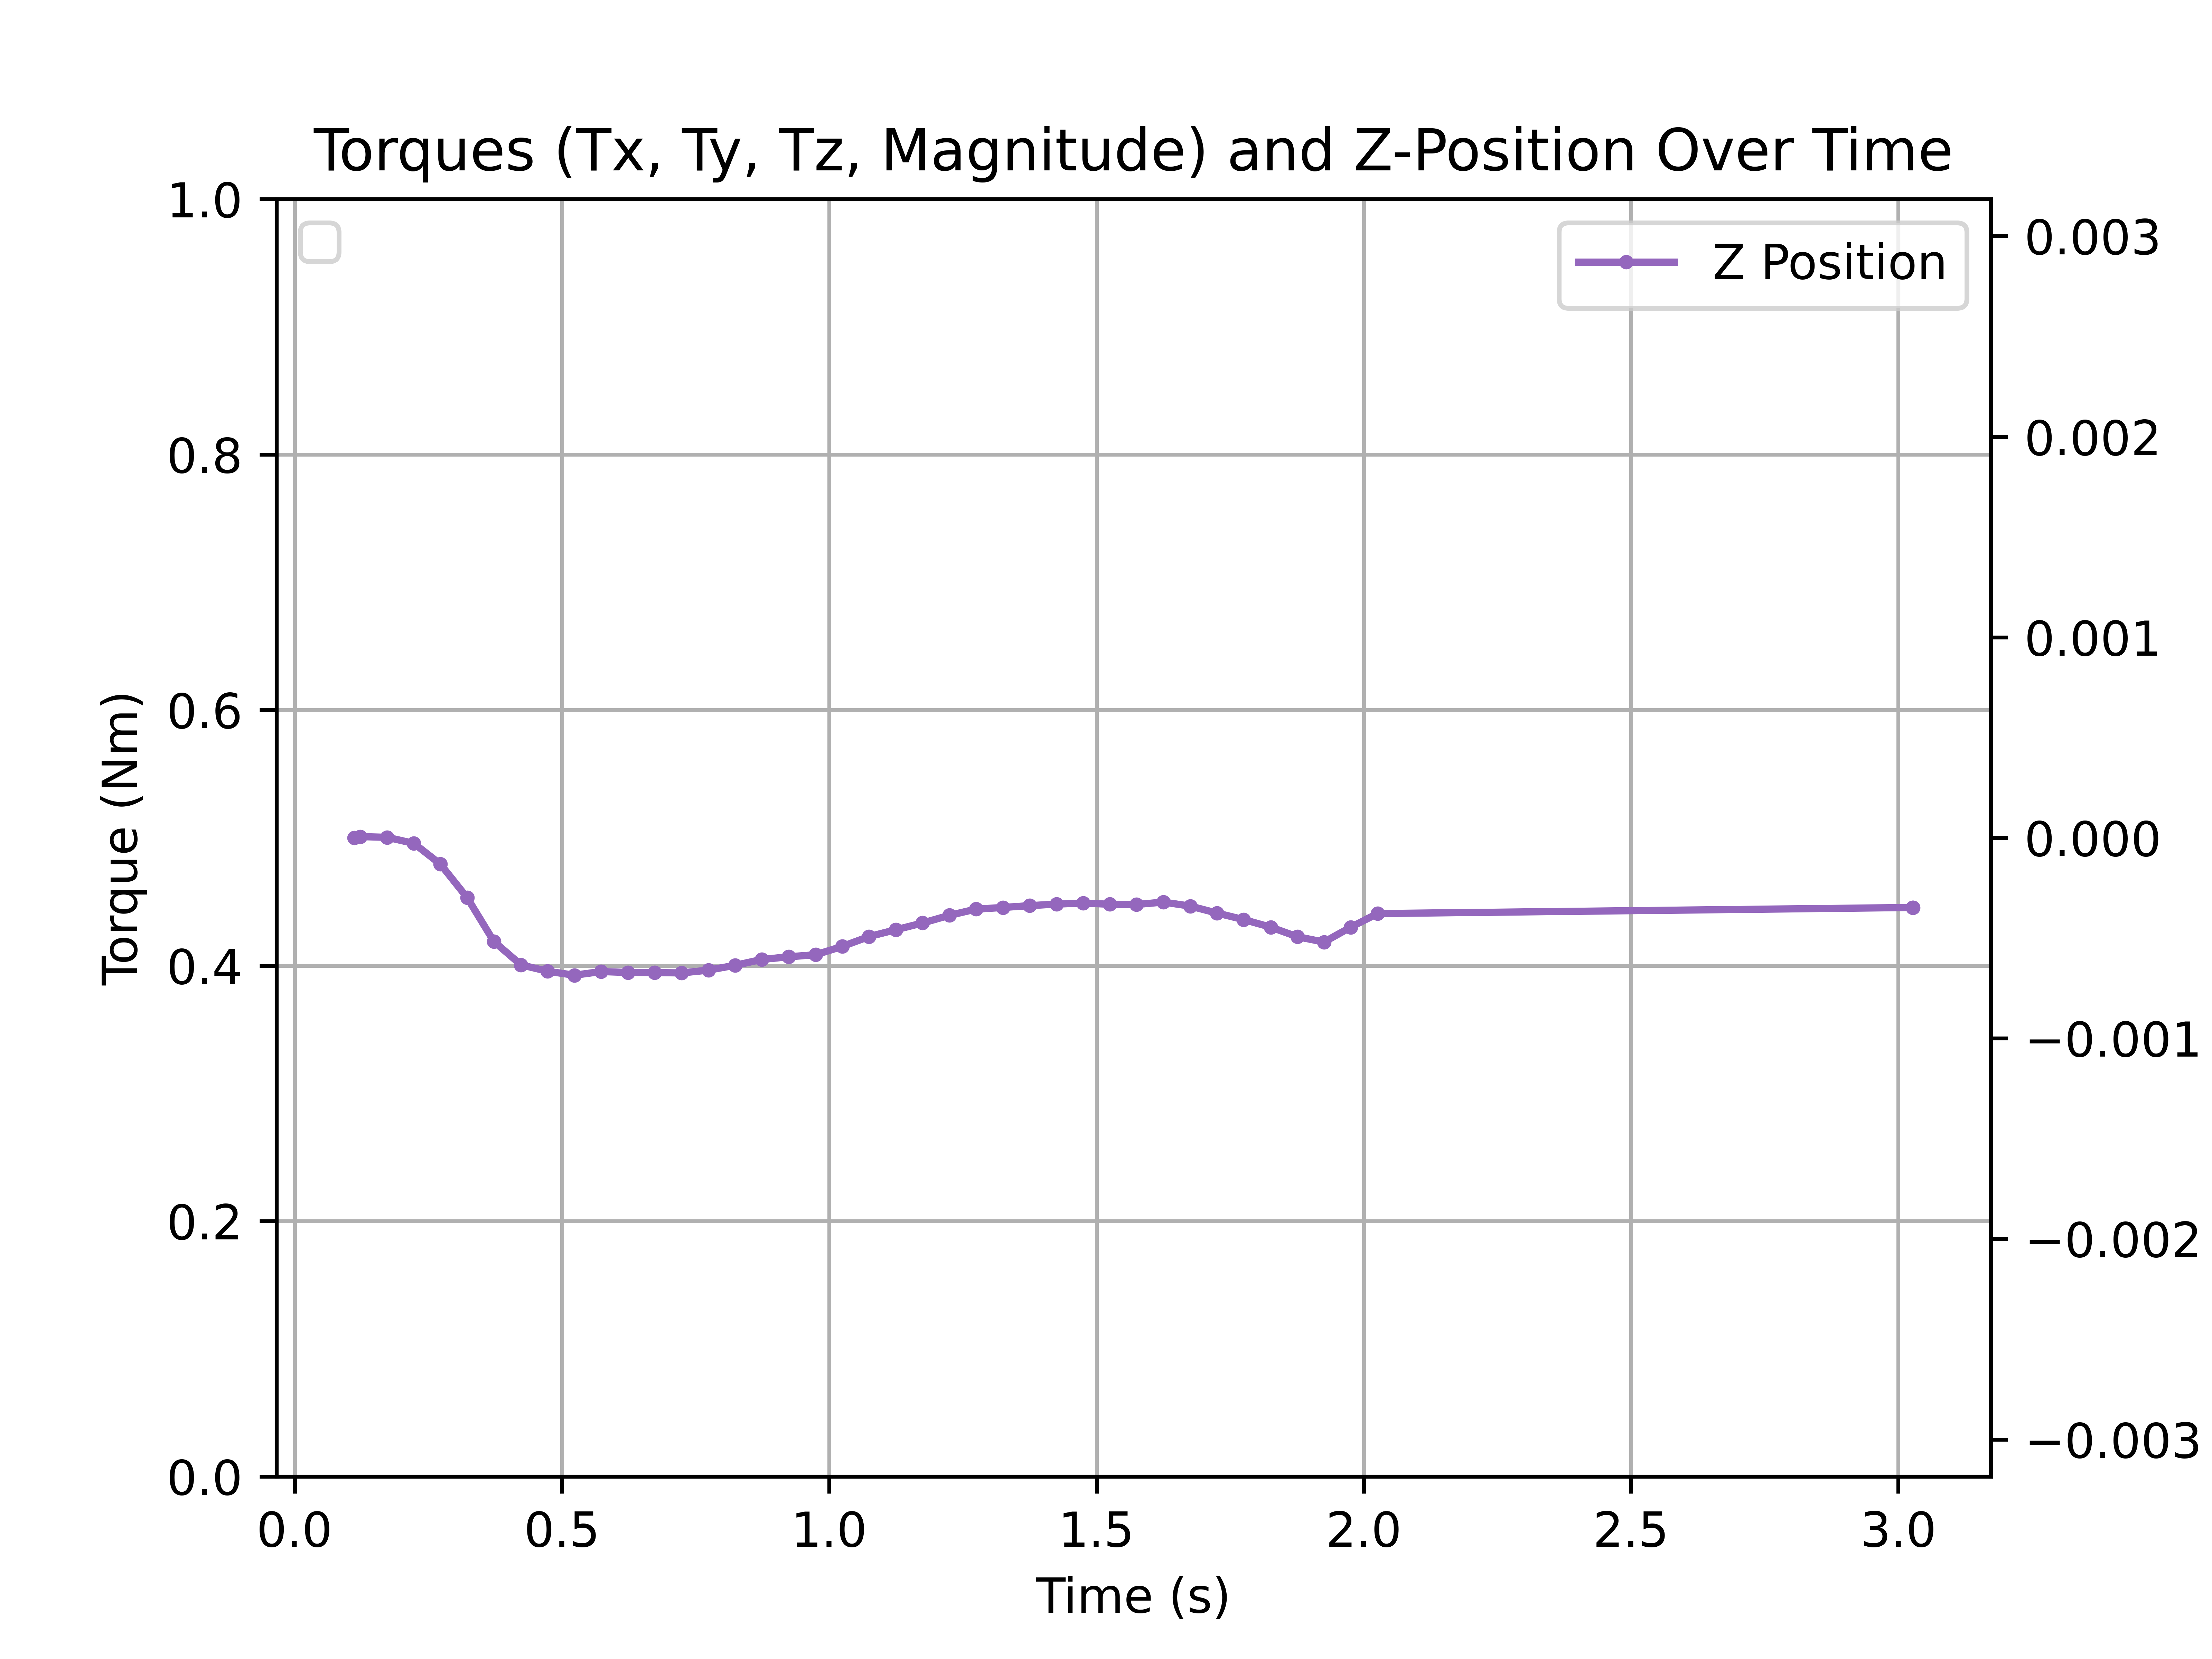 Torques (Tx, Ty, Tz, Magnitude) and Z-Position Over Time
Z Position
Torque (Nm)
1.0
0.8
0.6
0.4
0.2
0.0
0.003
0.002
0.001
0.000
−0.001
−0.002
−0.003
0.0 0.5 1.0 1.5 2.0 2.5 3.0
Time (s)